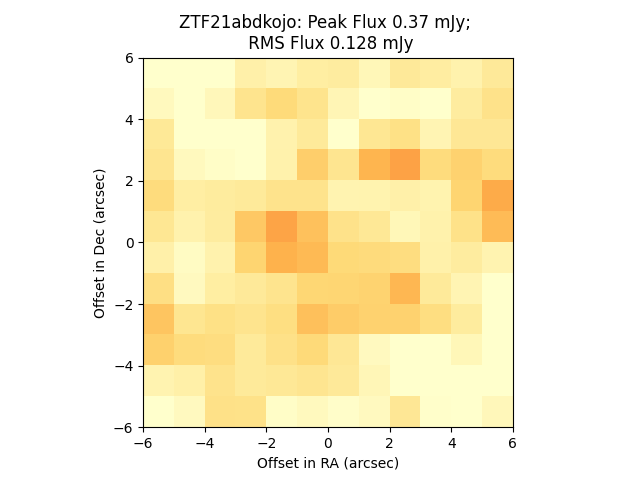 ZTF21abdkojo: Peak Flux 0.37 mJy;
RMS Flux 0.128 mJy
6
4
2
0
−2
−4
−6
Offset in Dec (arcsec)
−6 −4 −2 0 2 4 6
Offset in RA (arcsec)